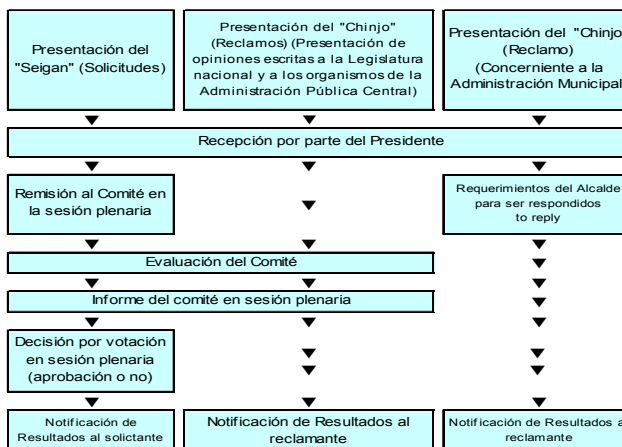 Presentación del
"Seigan" (Solicitudes)
Presentación del "Chinjo"
(Reclamos) (Presentación de
opiniones escritas a la Legislatura
nacional y a los organismos de la
Administración Pública Central)
Presentación del "Chinjo
(Reclamo)
(Concerniente a la
Administración Municipal
Recepción por parte del Presidente
Remisión al Comité en
la sesión plenaria
Requerimientos del Alcalde
para ser respondidos
to reply
Evaluación del Comité
Informe del comité en sesión plenaria
Decisión por votación
en sesión plenaria
(aprobación o no)
Notificación de
Resultados al solictante
Notificación de Resultados al
reclamante
Notificación de Resultados al
reclamante